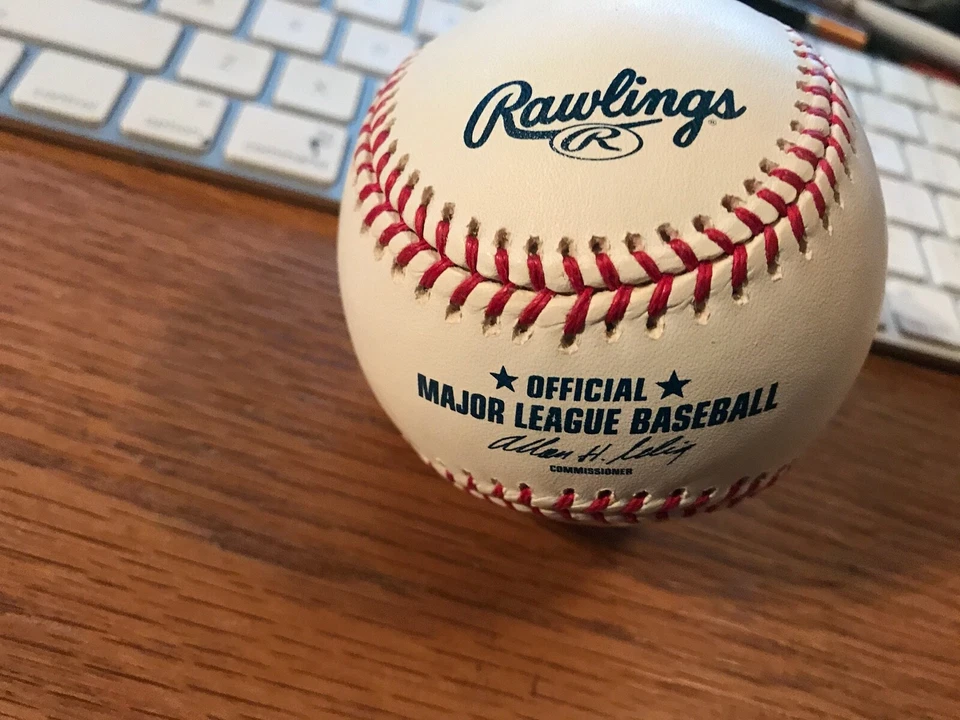 Rawlings®
R
★ OFFICIAL ★
MAJOR LEAGUE BASEBALL
Allan H. Selig
COMMISSIONER